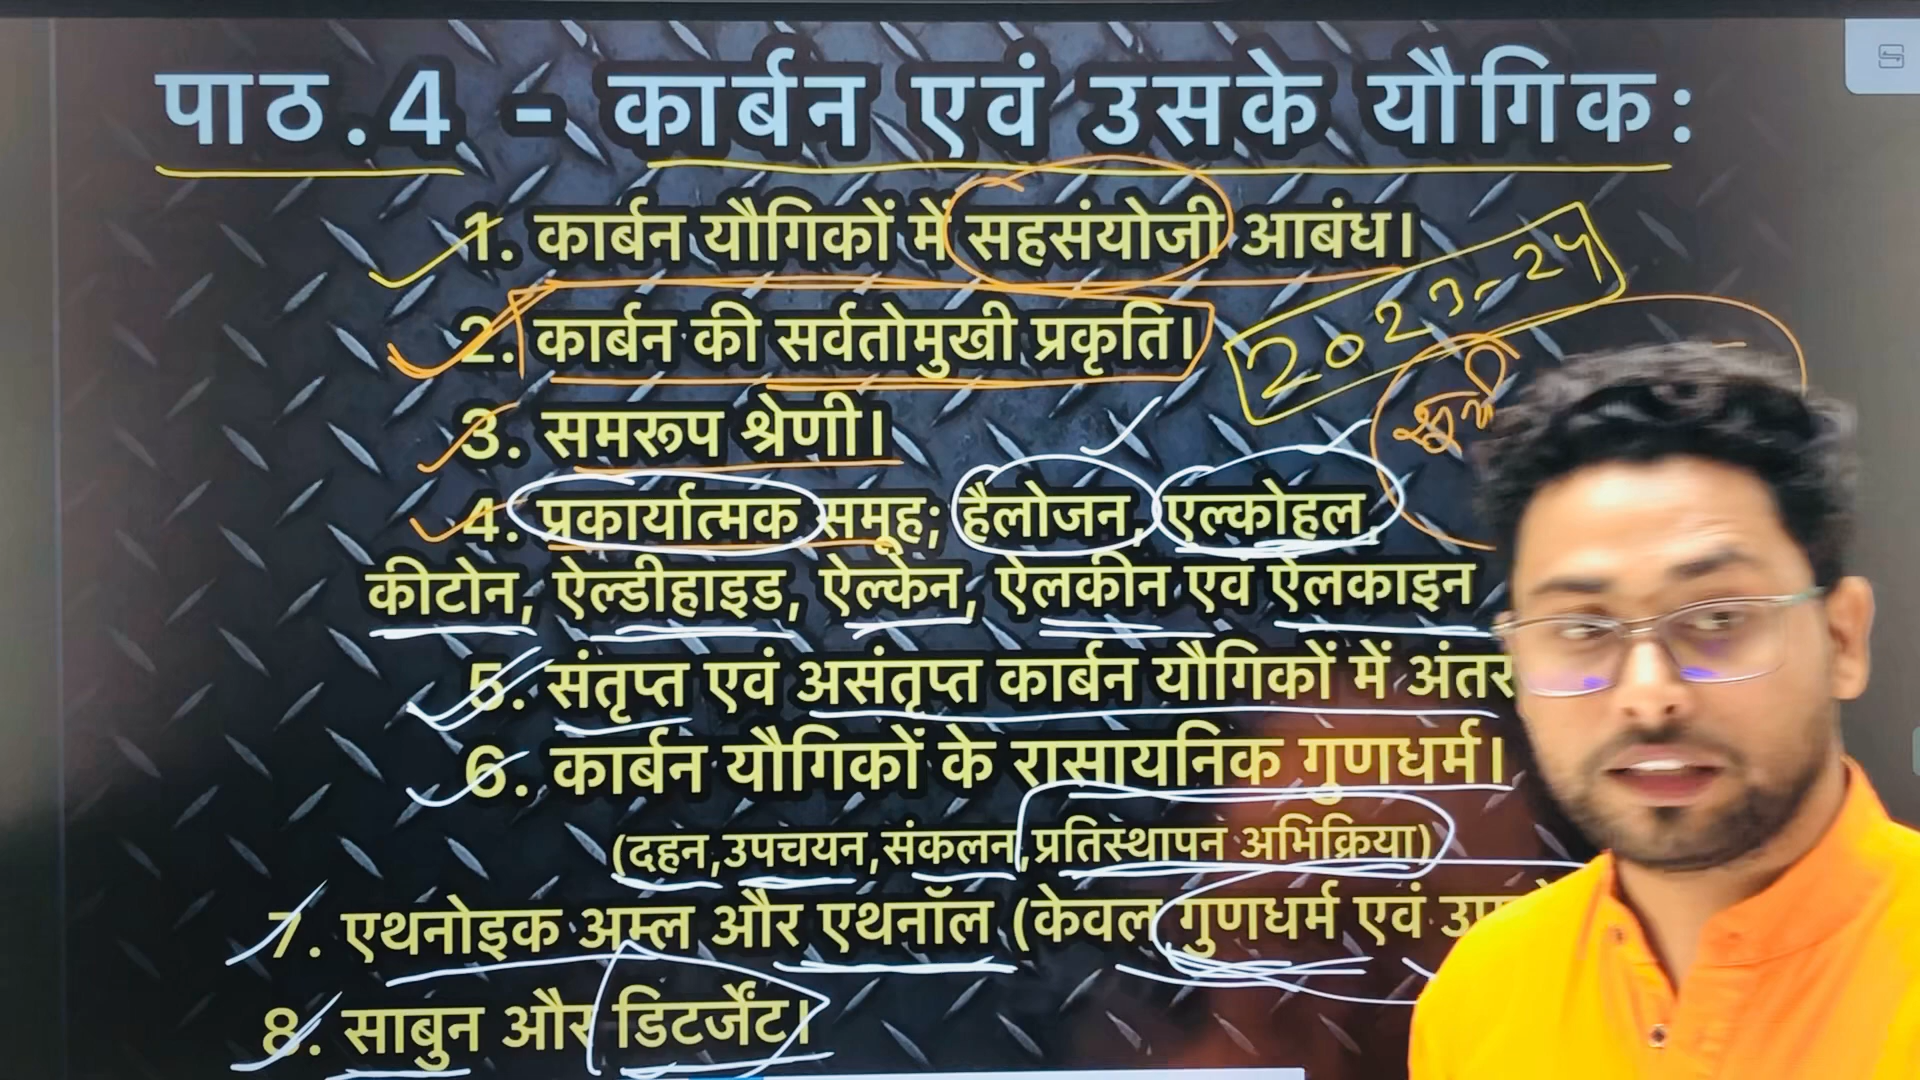 पाठ.4 - कार्बन एवं उसके यौगिक:
1. कार्बन यौगिकों में सहसंयोजी आबंध।
2023-24
2. कार्बन की सर्वतोमुखी प्रकृति।
3. समरूप श्रेणी।
4. प्रकार्यात्मक समूह; हैलोजन, एल्कोहल,
कीटोन, ऐल्डीहाइड, ऐल्केन, ऐलकीन एवं ऐलकाइन
5. संतृप्त एवं असंतृप्त कार्बन यौगिकों में अंतर
6. कार्बन यौगिकों के रासायनिक गुणधर्म।
(दहन,उपचयन,संकलन,प्रतिस्थापन अभिक्रिया)
7. एथनोइक अम्ल और एथनॉल (केवल गुणधर्म एवं
8. साबुन और डिटर्जेंट।